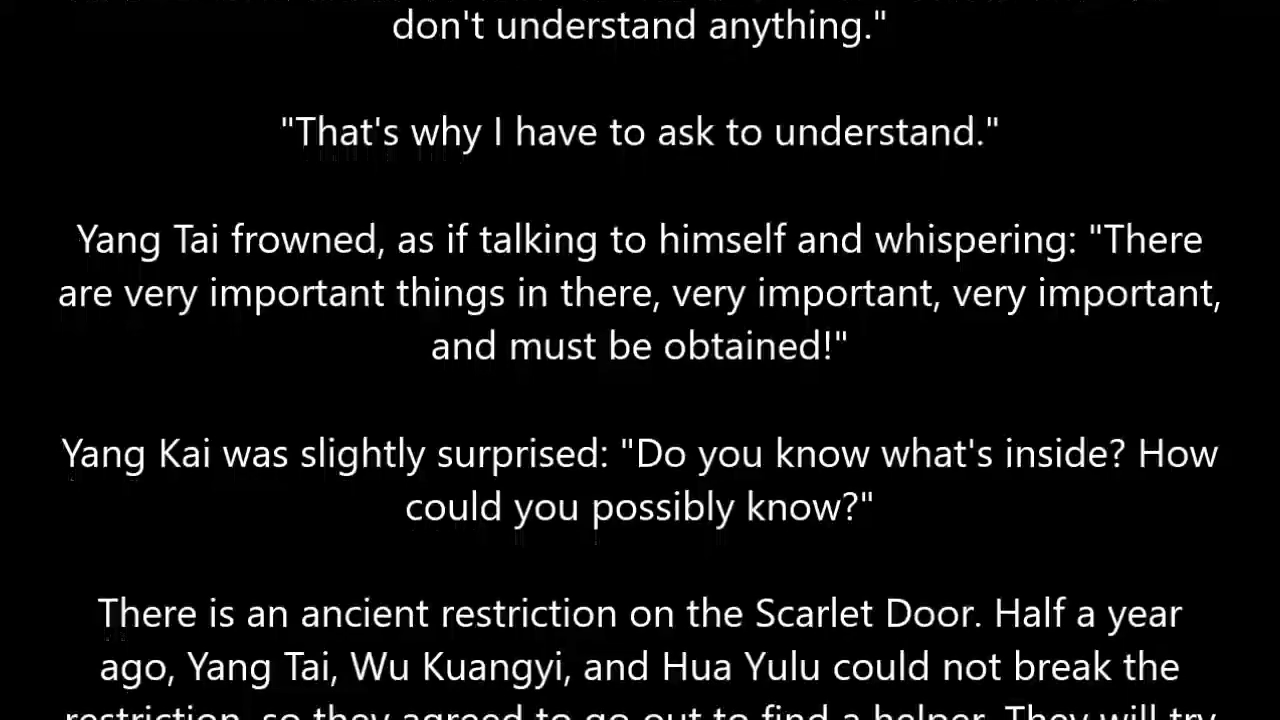 don't understand anything."
"That's why I have to ask to understand."
Yang Tai frowned, as if talking to himself and whispering: "There
are very important things in there, very important, very important,
and must be obtained!"
Yang Kai was slightly surprised: "Do you know what's inside? How
could you possibly know?"
There is an ancient restriction on the Scarlet Door. Half a year
ago, Yang Tai, Wu Kuangyi, and Hua Yulu could not break the
restriction, so they agreed to go out to find a helper. They will try